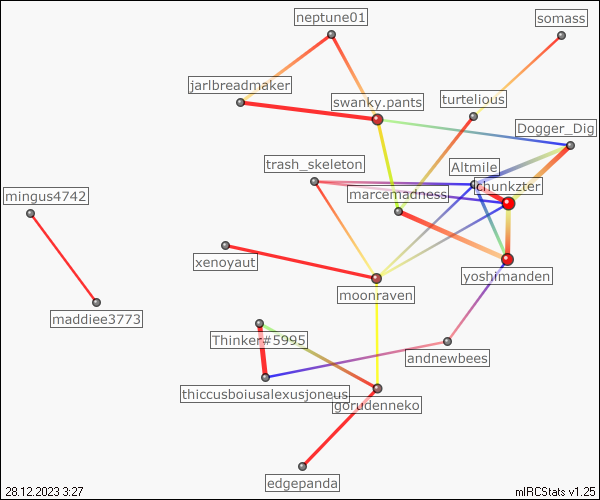 neptune01
somass
jarlbreadmaker
swanky.pants
turtelious
Dogger_Dig
trash_skeleton
Altmile
chunkzter
marcemadness
mingus4742
xenoyaut
yoshimanden
moonraven
maddiee3773
Thinker#5995
andnewbees
thiccusboiusalexusjoneus
gorudenneko
edgepanda
28.12.2023 3:27
mIRCStats v1.25